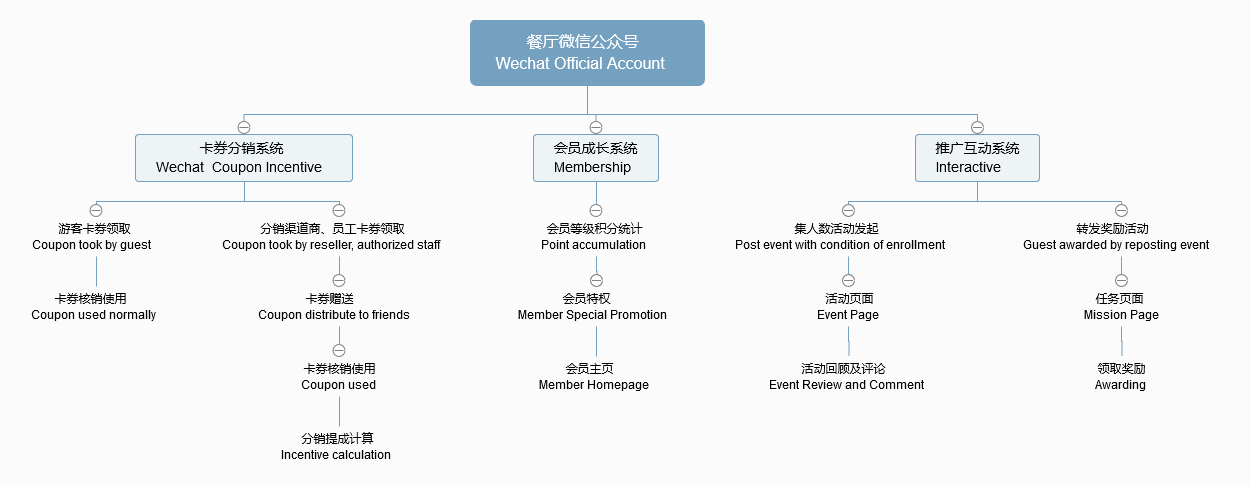 餐厅微信公众号
Wechat Official Account
卡券分销系统
Wechat Coupon Incentive
会员成长系统
Membership
推广互动系统
Interactive
游客卡券领取
Coupon took by guest
分销渠道商、员工卡券领取
Coupon took by reseller, authorized staff
会员等级积分统计
Point accumulation
集人数活动发起
Post event with condition of enrollment
转发奖励活动
Guest awarded by reposting event
卡券核销使用
Coupon used normally
卡券赠送
Coupon distribute to friends
会员特权
Member Special Promotion
活动页面
Event Page
任务页面
Mission Page
卡券核销使用
Coupon used
会员主页
Member Homepage
活动回顾及评论
Event Review and Comment
领取奖励
Awarding
分销提成计算
Incentive calculation